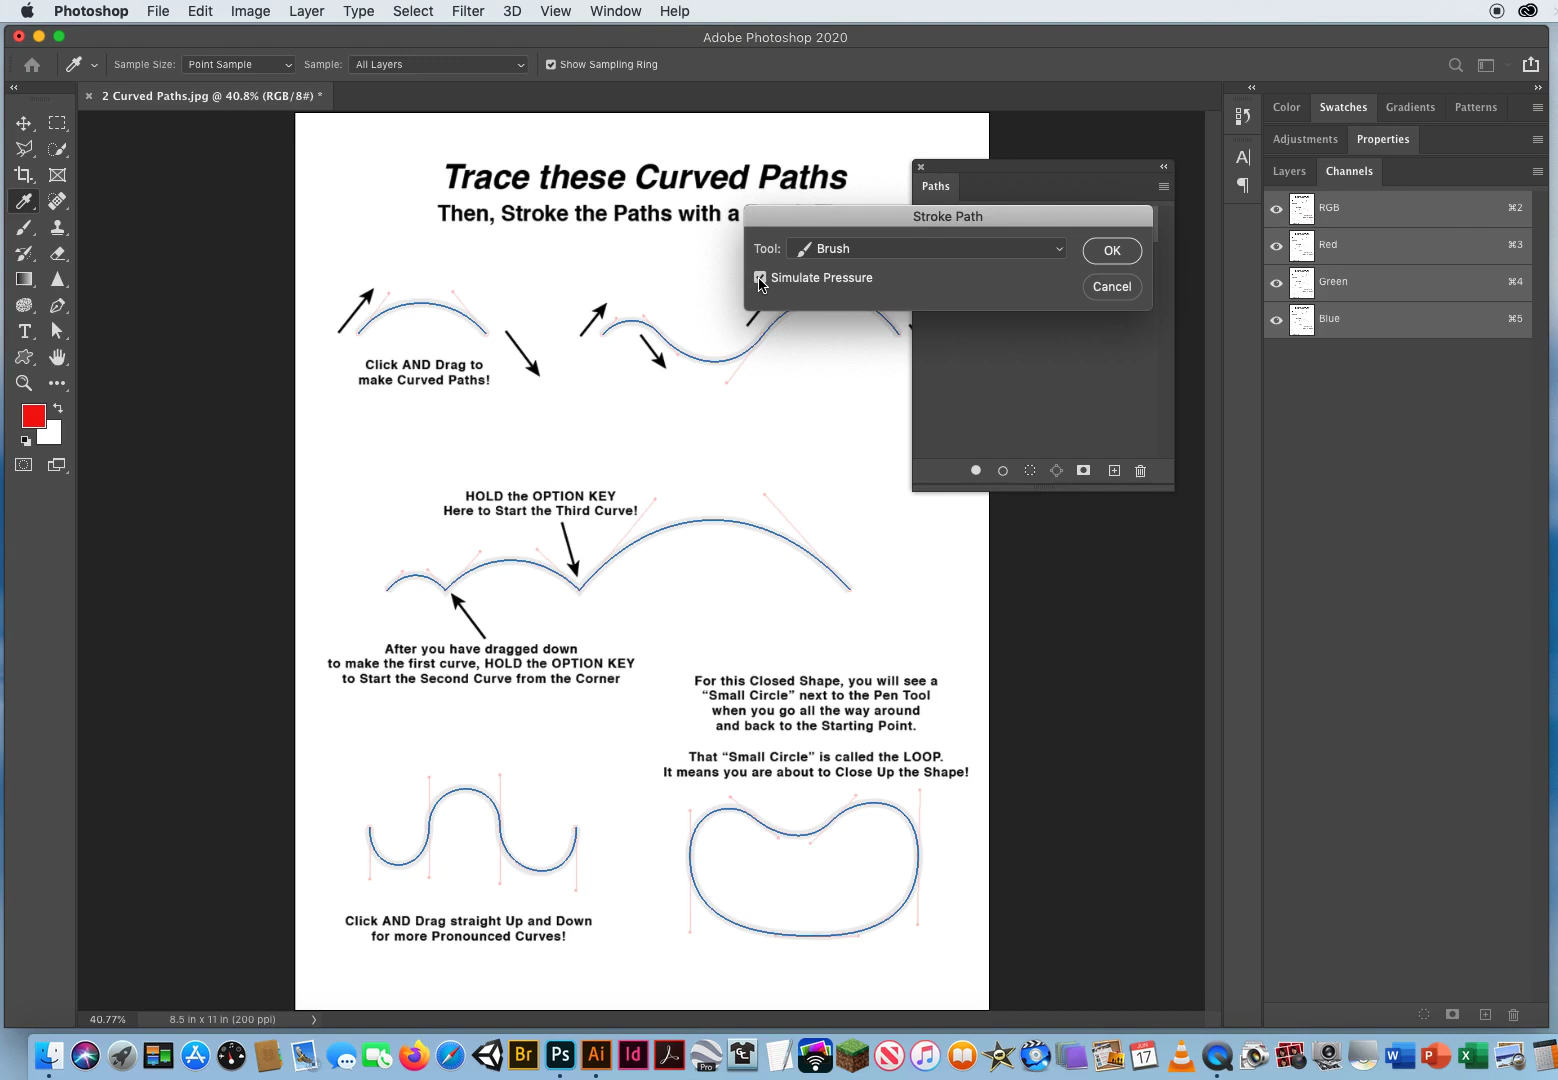 Photoshop File Edit Image Layer Type Select Filter 3D View Window Help
Adobe Photoshop 2020
Sample Size: Point Sample Sample: All Layers Show Sampling Ring
2 Curved Paths.jpg @ 40.8% (RGB/8#) *
Color Swatches Gradients Patterns
Adjustments Properties
Layers Channels
RGB ⌘2
Red ⌘3
Green ⌘4
Blue ⌘5
Paths
Stroke Path
Tool: Brush
OK
Simulate Pressure
Cancel
Trace these Curved Paths
Then, Stroke the Paths with a
Click AND Drag to
make Curved Paths!
HOLD the OPTION KEY
Here to Start the Third Curve!
After you have dragged down
to make the first curve, HOLD the OPTION KEY
to Start the Second Curve from the Corner
For this Closed Shape, you will see a
“Small Circle” next to the Pen Tool
when you go all the way around
and back to the Starting Point.
That “Small Circle” is called the LOOP.
It means you are about to Close Up the Shape!
Click AND Drag straight Up and Down
for more Pronounced Curves!
40.77% 8.5 in x 11 in (200 ppi)
Br Ps Ai Id Pro JUN 17 W P X